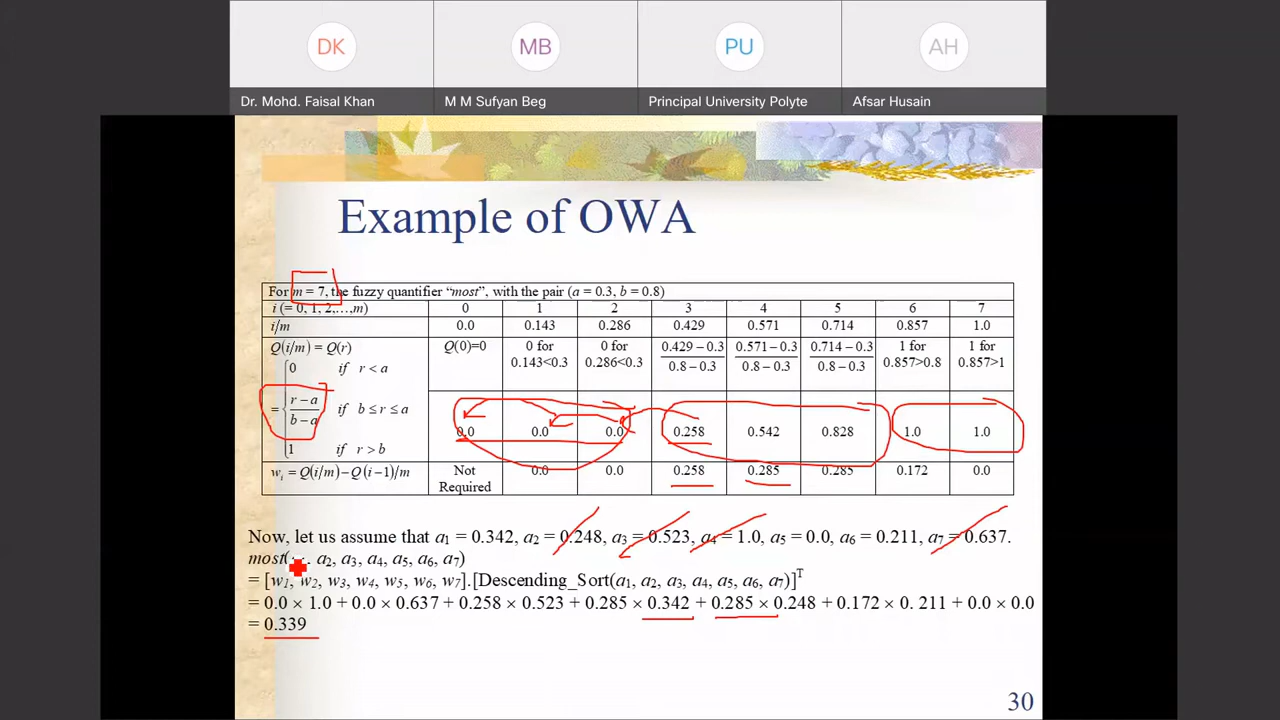 DK
MB
PU
AH
Dr. Mohd. Faisal Khan
M M Sufyan Beg
Principal University Polyte
Afsar Husain
Example of OWA
For m = 7, the fuzzy quantifier “most”, with the pair (a = 0.3, b = 0.8)
i (= 0, 1, 2,…,m) 0 1 2 3 4 5 6 7
i/m 0.0 0.143 0.286 0.429 0.571 0.714 0.857 1.0
Q(i/m) = Q(r) Q(0)=0 0 for 0 for 0.429 – 0.3 0.571- 0.3 0.714 – 0.3 1 for 1 for
0.143<0.3 0.286<0.3 0.8 – 0.3 0.8 – 0.3 0.8 – 0.3 0.857>0.8 0.857>1
0 if r < a
= r – a / b – a if b ≤ r ≤ a
0.0 0.0 0.0 0.258 0.542 0.828 1.0 1.0
1 if r > b
wi = Q(i/m)–Q(i–1)/m Not 0.0 0.0 0.258 0.285 0.285 0.172 0.0
Required
Now, let us assume that a1 = 0.342, a2 = 0.248, a3 = 0.523, a4 = 1.0, a5 = 0.0, a6 = 0.211, a7 = 0.637.
most( a2, a3, a4, a5, a6, a7)
= [w1, w2, w3, w4, w5, w6, w7].[Descending_Sort(a1, a2, a3, a4, a5, a6, a7)]T
= 0.0 × 1.0 + 0.0 × 0.637 + 0.258 × 0.523 + 0.285 × 0.342 + 0.285 × 0.248 + 0.172 × 0. 211 + 0.0 × 0.0
= 0.339
30